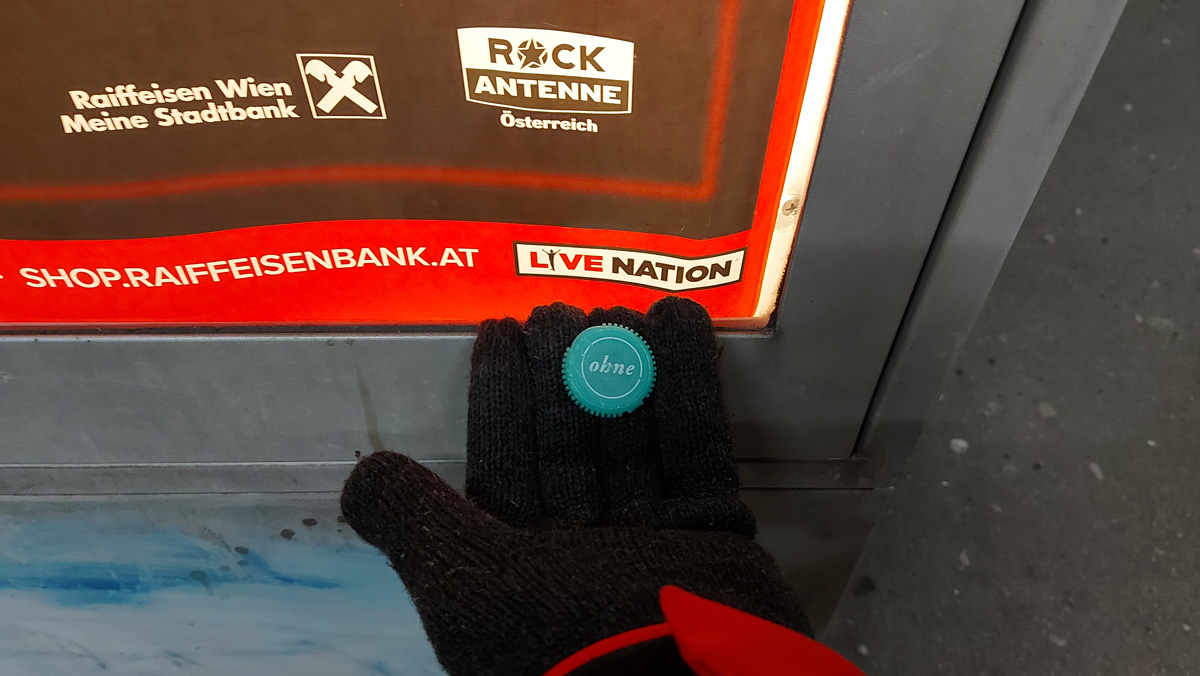 Raiffeisen Wien
Meine Stadtbank
ROCK
ANTENNE
Österreich
SHOP.RAIFFEISENBANK.AT
LIVE NATION
ohne